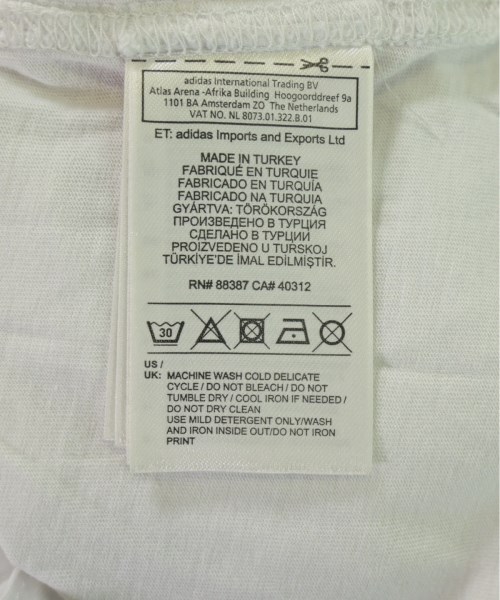 adidas International Trading BV
Atlas Arena -Afrika Building Hoogoorddreef 9a
1101 BA Amsterdam ZO The Netherlands
VAT NO. NL 8073.01.322.B.01
ET: adidas Imports and Exports Ltd
MADE IN TURKEY
FABRIQUÉ EN TURQUIE
FABRICADO EN TURQUÍA
FABRICADO NA TURQUIA
GYÁRTVA: TÖRÖKORSZÁG
ПРОИЗВЕДЕНО В ТУРЦИЯ
СДЕЛАНО В ТУРЦИИ
PROIZVEDENO U TURSKOJ
TÜRKİYE'DE İMAL EDİLMİŞTİR.
RN# 88387 CA# 40312
30
US /
UK: MACHINE WASH COLD DELICATE
CYCLE / DO NOT BLEACH / DO NOT
TUMBLE DRY / COOL IRON IF NEEDED /
DO NOT DRY CLEAN
USE MILD DETERGENT ONLY/WASH
AND IRON INSIDE OUT/DO NOT IRON
PRINT